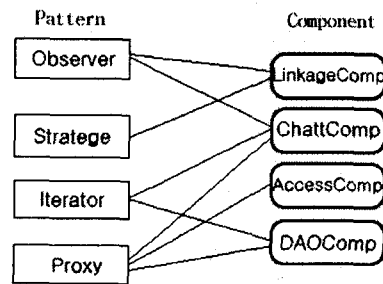 Pattern Component
Observer
LinkageComp
Stratege
ChattComp
Iterator
AccessComp
Proxy
DAOComp